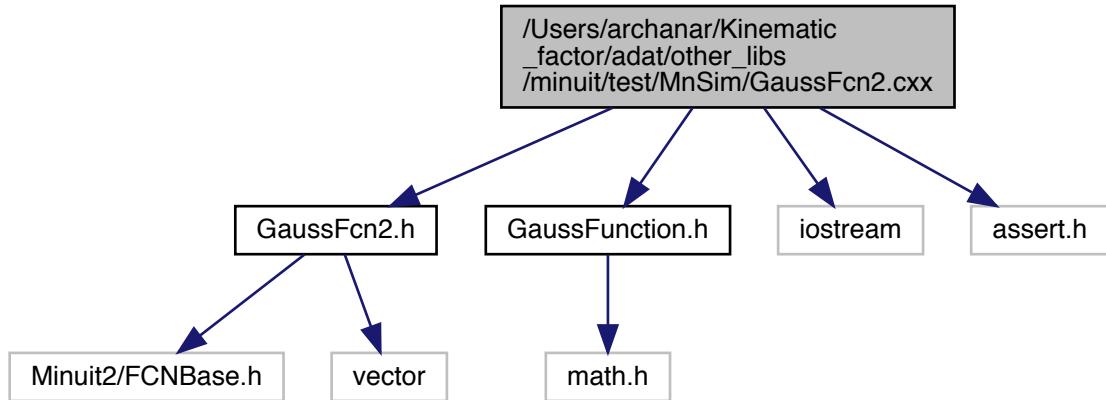 /Users/archanar/Kinematic
_factor/adat/other_libs
/minuit/test/MnSim/GaussFcn2.cxx
GaussFcn2.h
GaussFunction.h
iostream
assert.h
Minuit2/FCNBase.h
vector
math.h